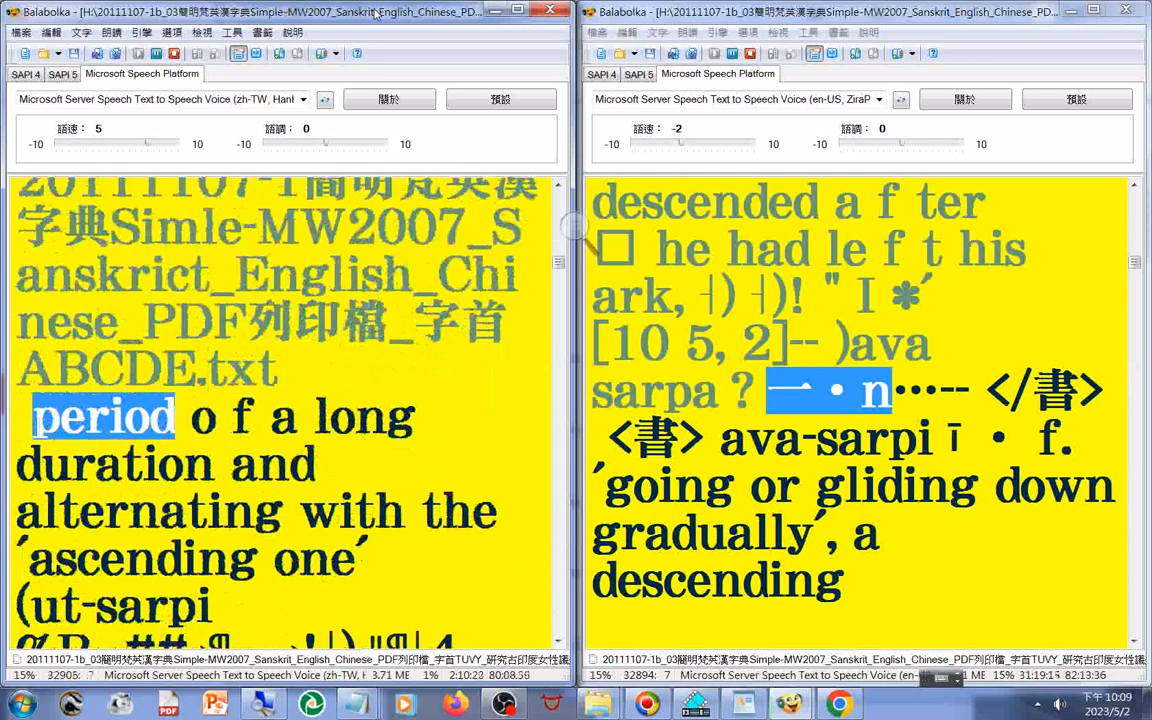 Balabolka - [H:\20111107-1b_03簡明梵英漢字典Simple-MW2007_Sanskrit_English_Chinese_PD...
檔案 編輯 文字 朗讀 引擎 選項 檢視 工具 書籤 說明
SAPI 4 SAPI 5 Microsoft Speech Platform
Microsoft Server Speech Text to Speech Voice (zh-TW, Hanl
關於 預設
語速： 5 語調： 0
-10 10 -10 10
20111107-1簡明梵英漢
字典Simle-MW2007_S
anskrict_English_Chi
nese_PDF列印檔_字首
ABCDE.txt
period o f a long
duration and
alternating with the
′ascending one′
(ut-sarpi
20111107-1b_03簡明梵英漢字典Simple-MW2007_Sanskrit_English_Chinese_PDF列印檔_字首TUVY_研究古印度女性議
15% 32905: 7 Microsoft Server Speech Text to Speech Voice (zh-TW, 3.71 MB 1% 2:10:23 80:08:56
Balabolka - [H:\20111107-1b_03簡明梵英漢字典Simple-MW2007_Sanskrit_English_Chinese_PD...
檔案 編輯 文字 朗讀 引擎 選項 檢視 工具 書籤 說明
SAPI 4 SAPI 5 Microsoft Speech Platform
Microsoft Server Speech Text to Speech Voice (en-US, ZiraP
關於 預設
語速： -2 語調： 0
-10 10 -10 10
descended a f ter
□ he had le f t his
ark, ┤) ┤)! " I ✽′
[10 5, 2]-- )ava
sarpa ? 一 • n…-- </書>
<書> ava-sarpi ī • f.
′going or gliding down
gradually′, a
descending
20111107-1b_03簡明梵英漢字典Simple-MW2007_Sanskrit_English_Chinese_PDF列印檔_字首TUVY_研究古印度女性議
15% 32894: 7 Microsoft Server Speech Text to Speech Voice 15% 82:13:36
下午 10:09
2023/5/2